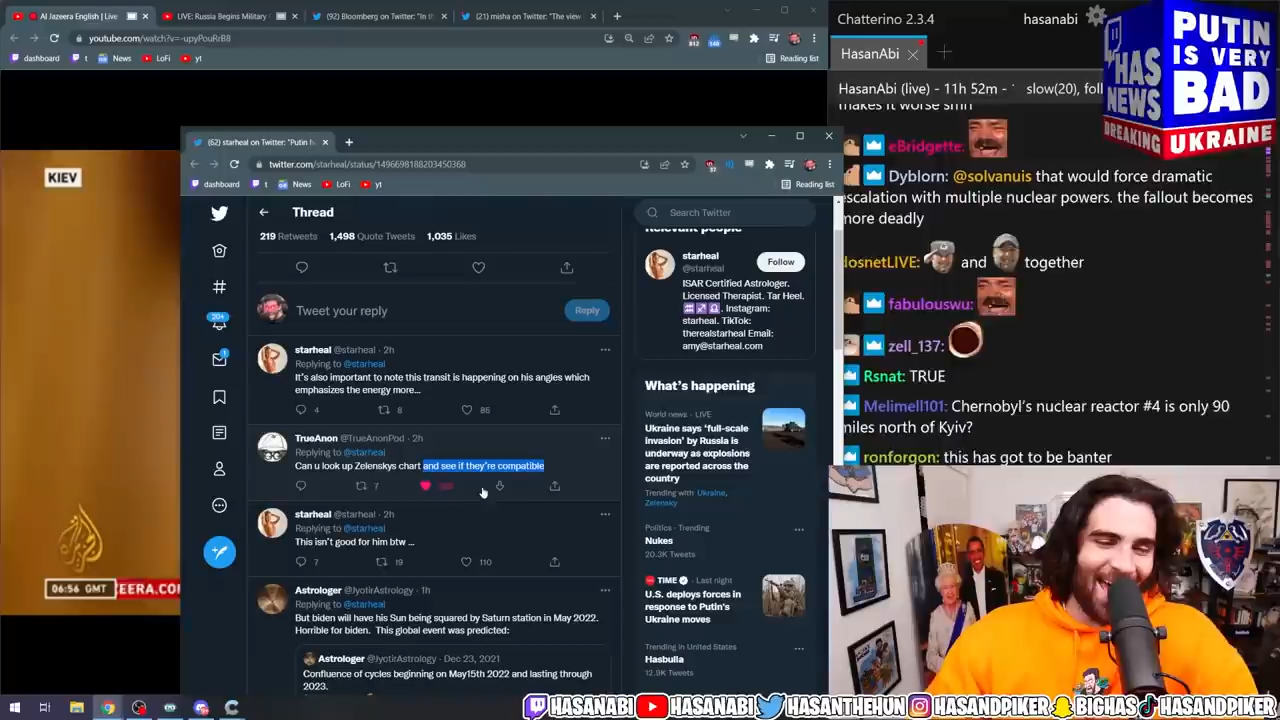 Al Jazeera English | Live
LIVE: Russia Begins Military
(92) Bloomberg on Twitter: "In t
(21) misha on Twitter: "The view
youtube.com/watch?v=-upyPouRrB8
812
146
dashboard
t
News
LoFi
yt
Reading list
KIEV
06:56 GMT
ZEERA.CO
(62) starheal on Twitter: "Putin h
twitter.com/starheal/status/1496698188203450368
dashboard
t
News
LoFi
yt
Reading list
20+
1
Thread
219 Retweets 1,498 Quote Tweets 1,035 Likes
Tweet your reply
Reply
starheal @starheal · 2h
Replying to @starheal
It's also important to note this transit is happening on his angles which
emphasizes the energy more...
4 8 85
TrueAnon @TrueAnonPod · 2h
Replying to @starheal
Can u look up Zelenskys chart and see if they're compatible
7
starheal @starheal · 2h
Replying to @starheal
This isn't good for him btw ...
7 19 110
Astrologer @JyotirAstrology · 1h
Replying to @starheal
But biden will have his Sun being squared by Saturn station in May 2022.
Horrible for biden. This global event was predicted:
Astrologer @JyotirAstrology · Dec 23, 2021
Confluence of cycles beginning on May15th 2022 and lasting through
2023.
Search Twitter
Relevant people
starheal
@starheal
Follow
ISAR Certified Astrologer.
Licensed Therapist. Tar Heel.
♒♐♎. Instagram:
starheal. TikTok:
therealstarheal Email:
amy@starheal.com
What's happening
World news · LIVE
Ukraine says 'full-scale
invasion' by Russia is
underway as explosions
are reported across the
country
Trending with Ukraine,
Zelensky
Politics · Trending
Nukes
20.3K Tweets
TIME · Last night
U.S. deploys forces in
response to Putin's
Ukraine moves
Trending in United States
Hasbulla
12.9K Tweets
Chatterino 2.3.4
hasanabi
HasanAbi
HasanAbi (live) - 11h 52m - slow(20), foll
makes it worse smh
eBridgette:
Dyblorn: @solvanuis that would force dramatic
escalation with multiple nuclear powers. the fallout becomes
more deadly
dosnetLIVE: and together
fabulouswu:
zell_137:
Rsnat: TRUE
Melimell101: Chernobyl's nuclear reactor #4 is only 90
miles north of Kyiv?
ronforgon: this has got to be banter
HAS
NEWS
BREAKING
PUTIN
IS VERY
BAD
UKRAINE
HASANABI HASANABI HASANTHEHUN HASANDPIKER BIGHAS HASANDPIKER